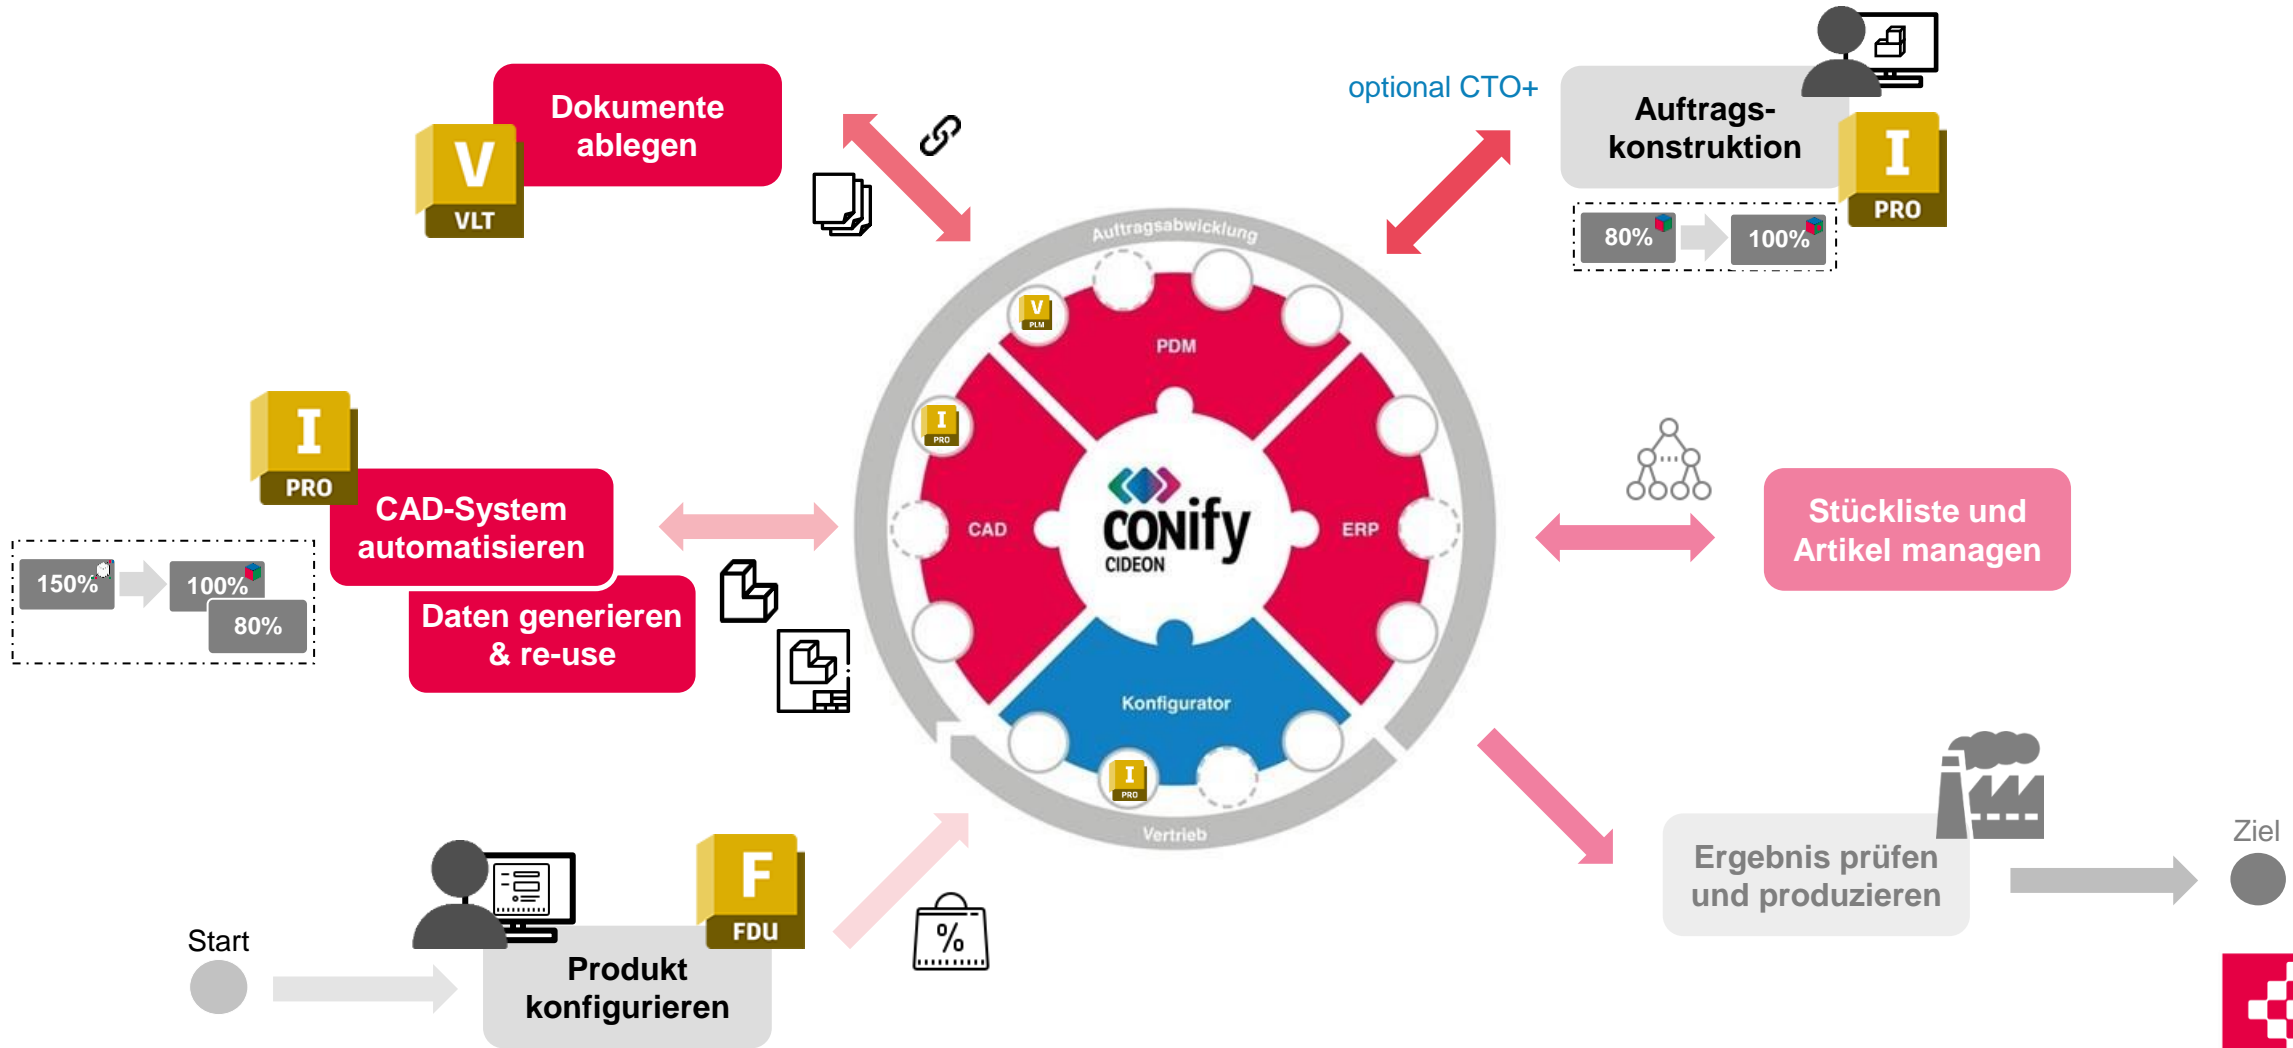 optional CTO+
Dokumente
ablegen
V
VLT
Auftrags-
konstruktion
I
PRO
80%
100%
Auftragsabwicklung
V
PLM
PDM
I
PRO
CAD
CONify
CIDEON
ERP
Konfigurator
I
PRO
Vertrieb
I
PRO
CAD-System
automatisieren
150%
100%
80%
Daten generieren
& re-use
Stückliste und
Artikel managen
Ergebnis prüfen
und produzieren
Ziel
F
FDU
%
Start
Produkt
konfigurieren